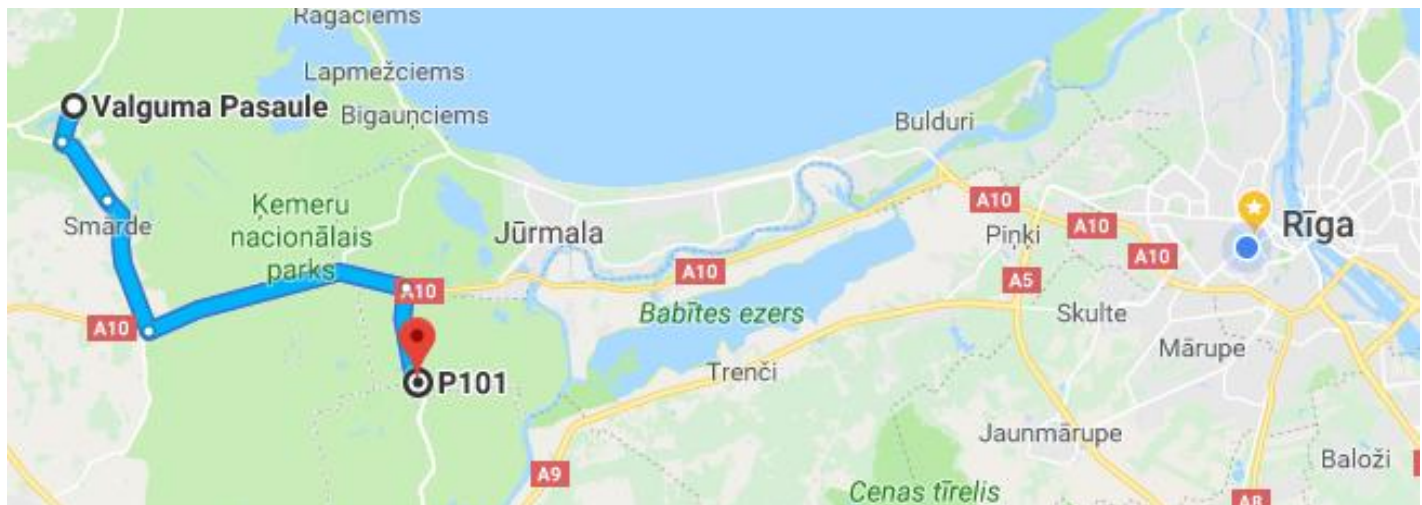 Ragaciems
Lapmežciems
Valguma Pasaule
Bigauņciems
Bulduri
Smārde
Ķemeru
nacionālais
parks
Jūrmala
A10
Piņķi
A10
Rīga
A10
A10
A5
A10
A10
Babītes ezers
Skulte
Mārupe
P101
Trenči
Jaunmārupe
A9
Baloži
Cenas tīrelis
A8